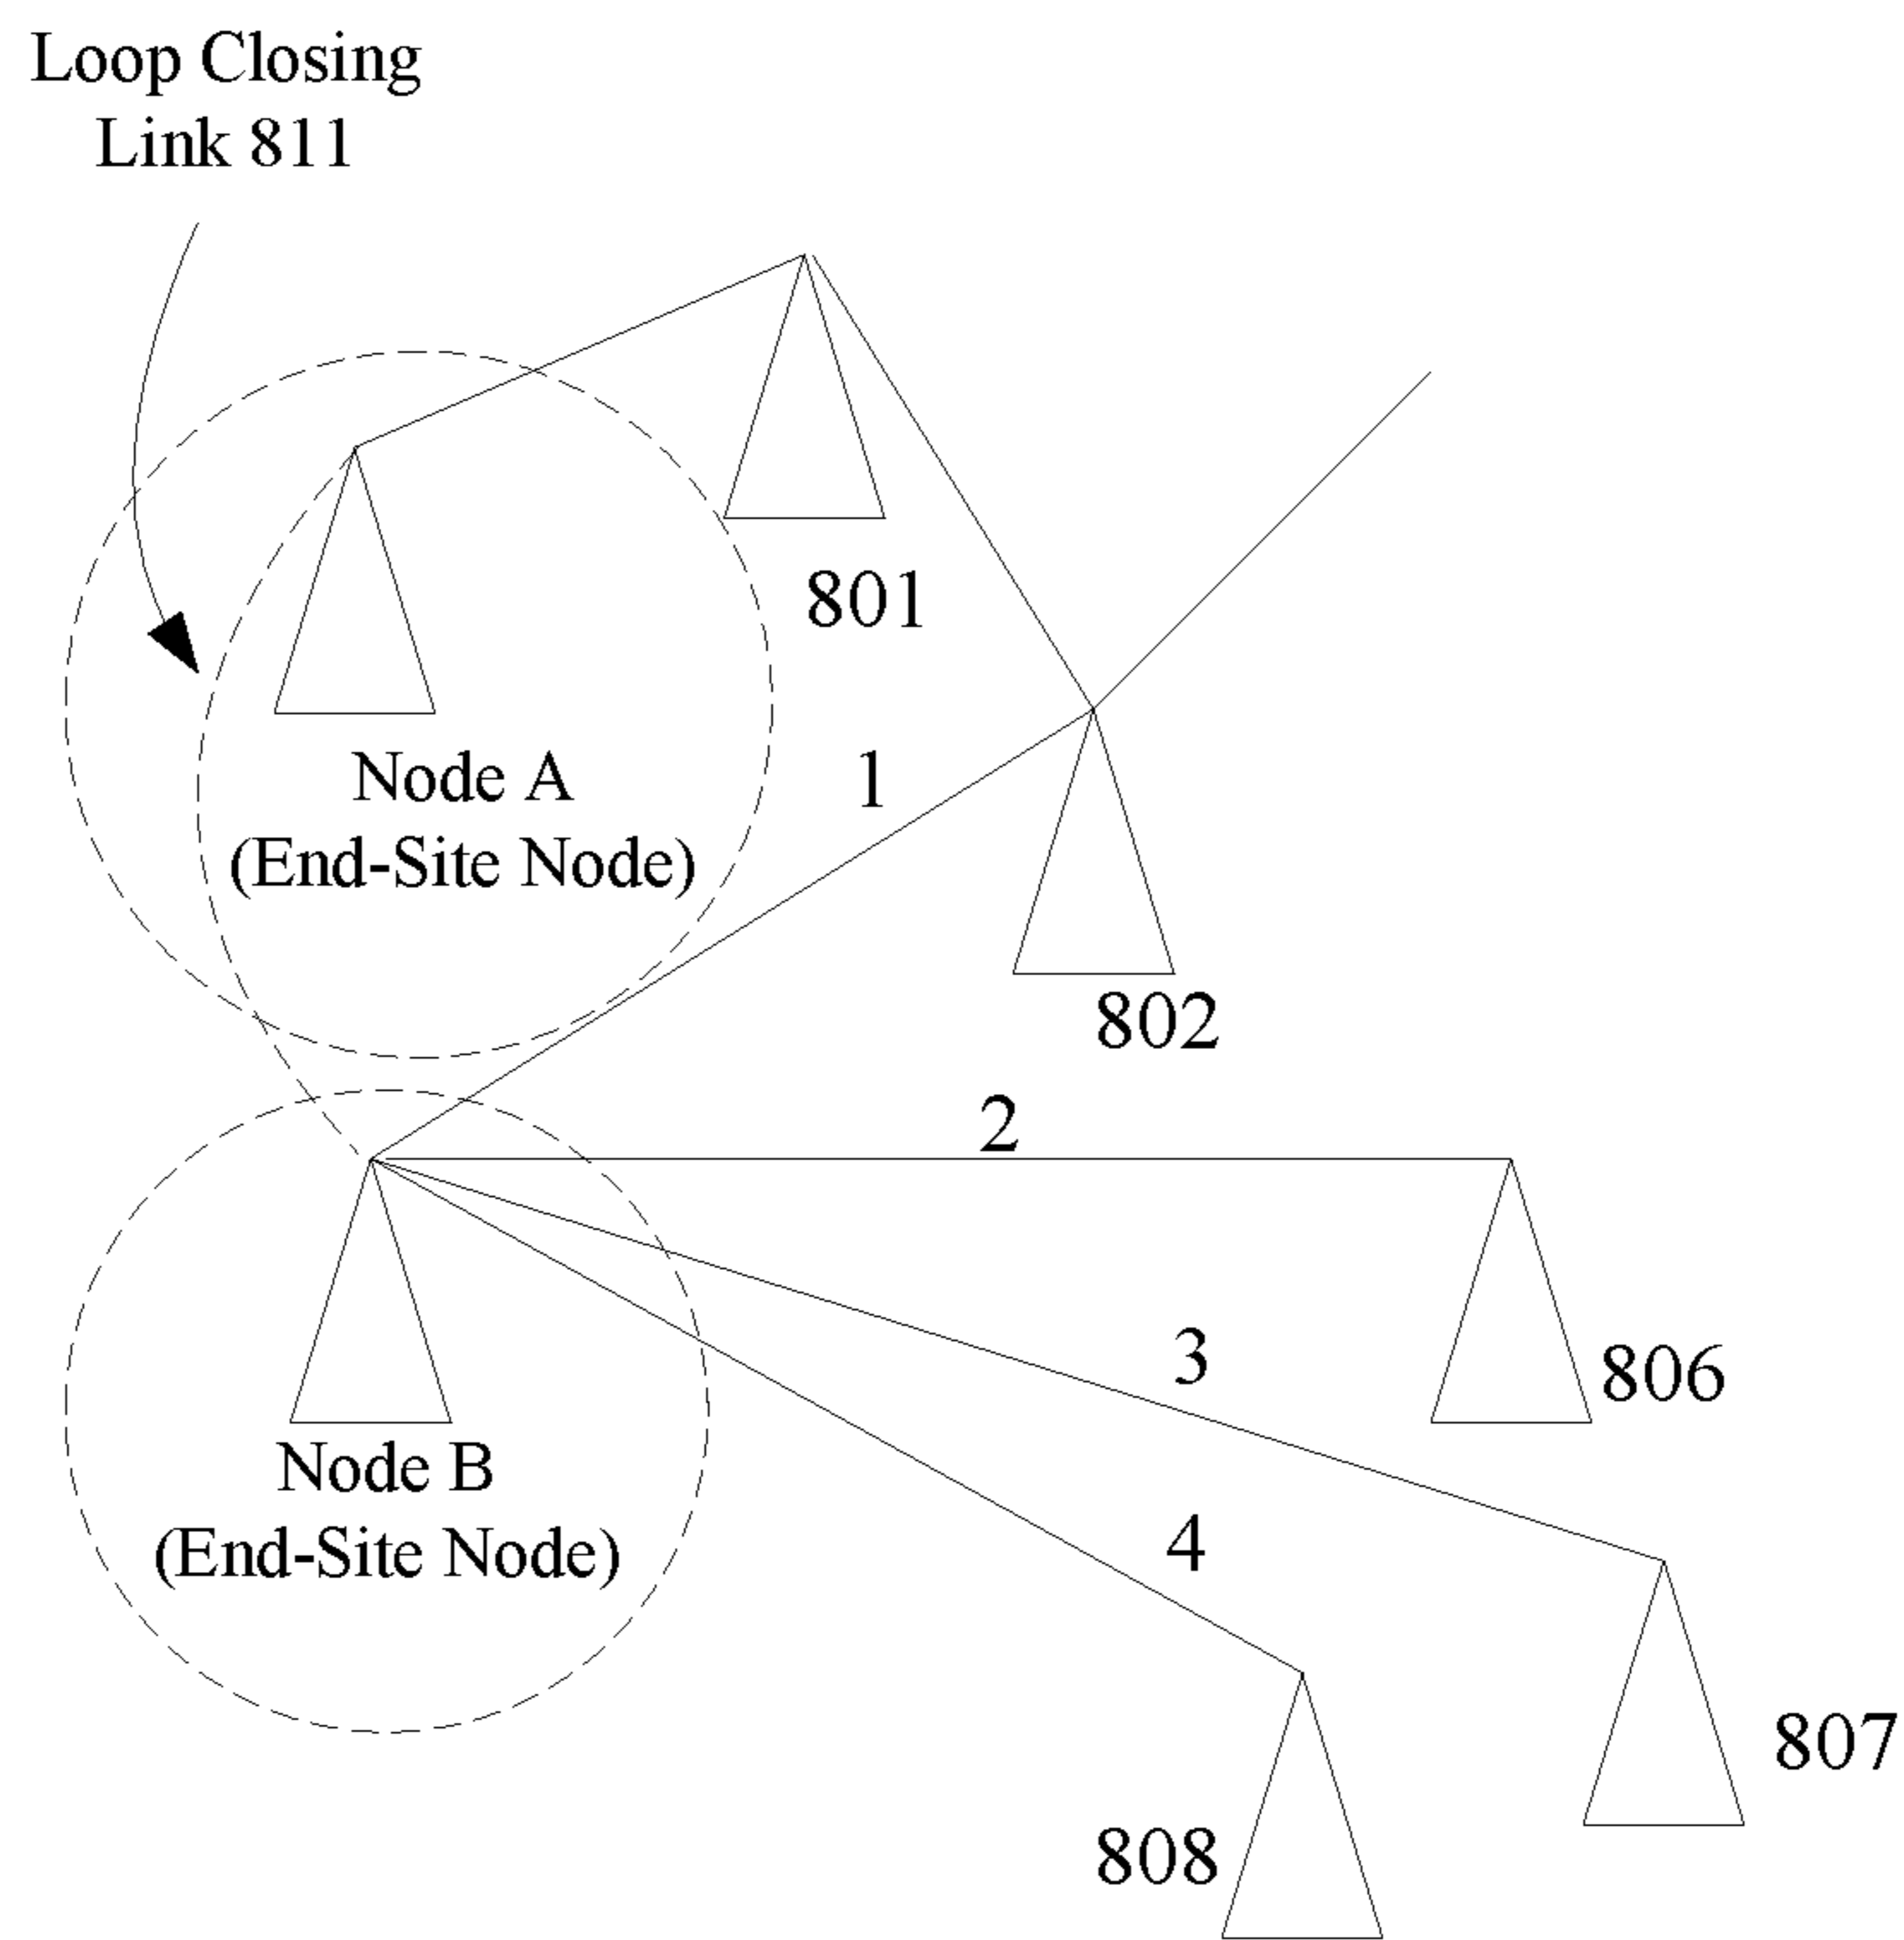 Loop Closing
Link 811
801
Node A
(End-Site Node)
1
802
2
3
806
Node B
(End-Site Node)
4
807
808